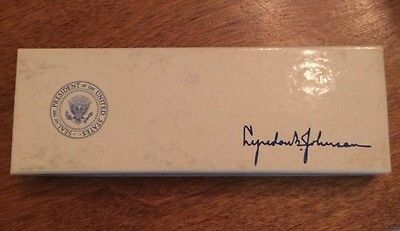 SEAL OF THE PRESIDENT OF THE UNITED STATES
Lyndon B. Johnson